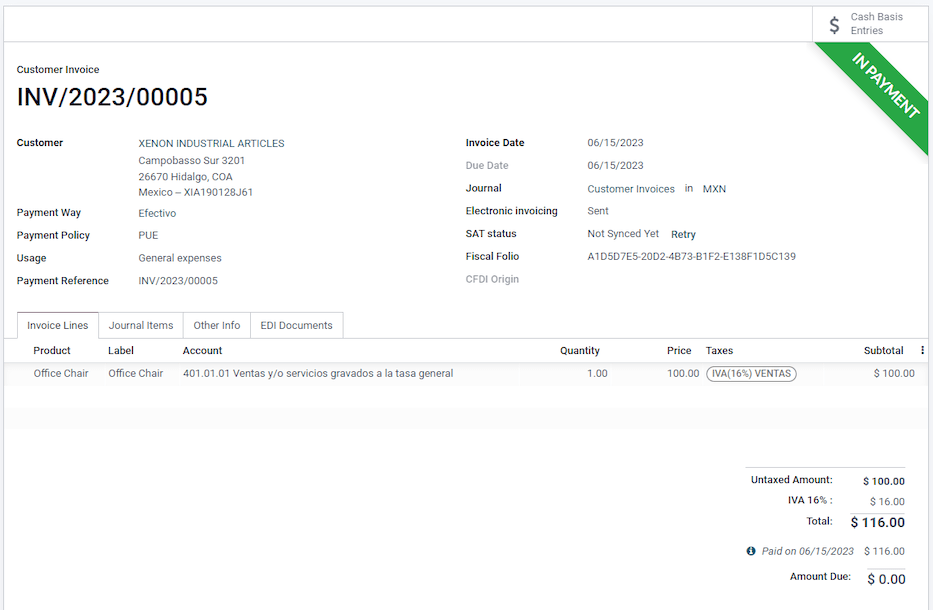 $ Cash Basis
Entries
IN PAYMENT
Customer Invoice
INV/2023/00005
Customer XENON INDUSTRIAL ARTICLES
Campobasso Sur 3201
26670 Hidalgo, COA
Mexico – XIA190128J61
Payment Way Efectivo
Payment Policy PUE
Usage General expenses
Payment Reference INV/2023/00005
Invoice Date 06/15/2023
Due Date 06/15/2023
Journal Customer Invoices in MXN
Electronic invoicing Sent
SAT status Not Synced Yet Retry
Fiscal Folio A1D5D7E5-20D2-4B73-B1F2-E138F1D5C139
CFDI Origin
Invoice Lines Journal Items Other Info EDI Documents
Product Label Account Quantity Price Taxes Subtotal
Office Chair Office Chair 401.01.01 Ventas y/o servicios gravados a la tasa general 1.00 100.00 IVA(16%) VENTAS $ 100.00
Untaxed Amount: $ 100.00
IVA 16% : $ 16.00
Total: $ 116.00
Paid on 06/15/2023 $ 116.00
Amount Due: $ 0.00